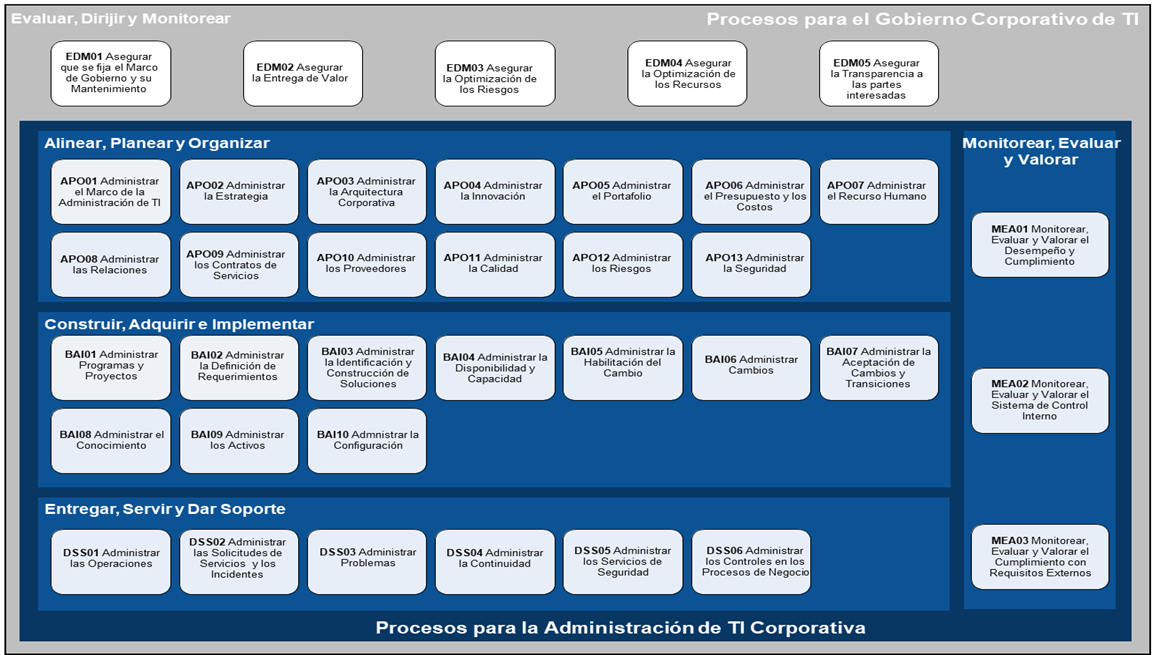 Evaluar, Dirijir y Monitorear
Procesos para el Gobierno Corporativo de TI
EDM01 Asegurar
que se fija el Marco
de Gobierno y su
Mantenimiento
EDM02 Asegurar
la Entrega de Valor
EDM03 Asegurar
la Optimización de
los Riesgos
EDM04 Asegurar
la Optimización de
los Recursos
EDM05 Asegurar
la Transparencia a
las partes
interesadas
Alinear, Planear y Organizar
APO01 Administrar
el Marco de la
Administración de TI
APO02 Administrar
la Estrategia
APO03 Administrar
la Arquitectura
Corporativa
APO04 Administrar
la Innovación
APO05 Administrar
el Portafolio
APO06 Administrar
el Presupuesto y los
Costos
APO07 Administrar
el Recurso Humano
APO08 Administrar
las Relaciones
APO09 Administrar
los Contratos de
Servicios
APO10 Administrar
los Proveedores
APO11 Administrar
la Calidad
APO12 Administrar
los Riesgos
APO13 Administrar
la Seguridad
Construir, Adquirir e Implementar
BAI01 Administrar
Programas y
Proyectos
BAI02 Administrar
la Definición de
Requerimientos
BAI03 Administrar
la Identificación y
Construcción de
Soluciones
BAI04 Administrar la
Disponibilidad y
Capacidad
BAI05 Administrar la
Habilitación del
Cambio
BAI06 Administrar
Cambios
BAI07 Administrar la
Aceptación de
Cambios y
Transiciones
BAI08 Administrar el
Conocimiento
BAI09 Administrar
los Activos
BAI10 Admnistrar la
Configuración
Entregar, Servir y Dar Soporte
DSS01 Administrar
las Operaciones
DSS02 Administrar
las Solicitudes de
Servicios y los
Incidentes
DSS03 Administrar
Problemas
DSS04 Administrar
la Continuidad
DSS05 Administrar
los Servicios de
Seguridad
DSS06 Administrar
los Controles en los
Procesos de Negocio
Monitorear, Evaluar
y Valorar
MEA01 Monitorear,
Evaluar y Valorar el
Desempeño y
Cumplimiento
MEA02 Monitorear,
Evaluar y Valorar el
Sistema de Control
Interno
MEA03 Monitorear,
Evaluar y Valorar el
Cumplimiento con
Requisitos Externos
Procesos para la Administración de TI Corporativa